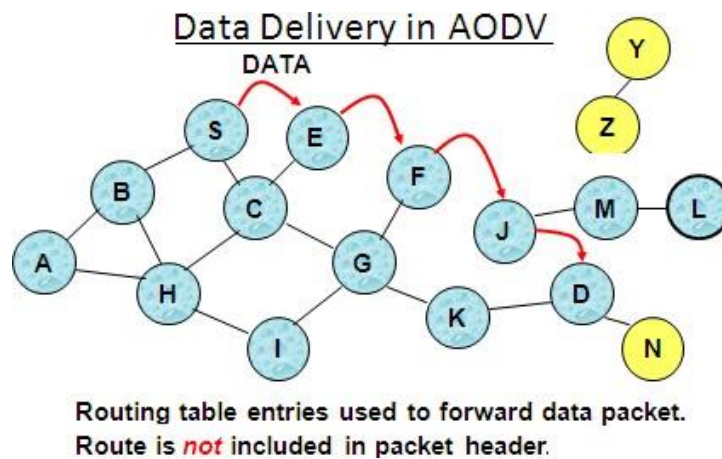 Data Delivery in AODV
DATA
Y
Z
S
E
F
B
C
J
M
L
A
H
G
D
K
I
N
Routing table entries used to forward data packet.
Route is not included in packet header.